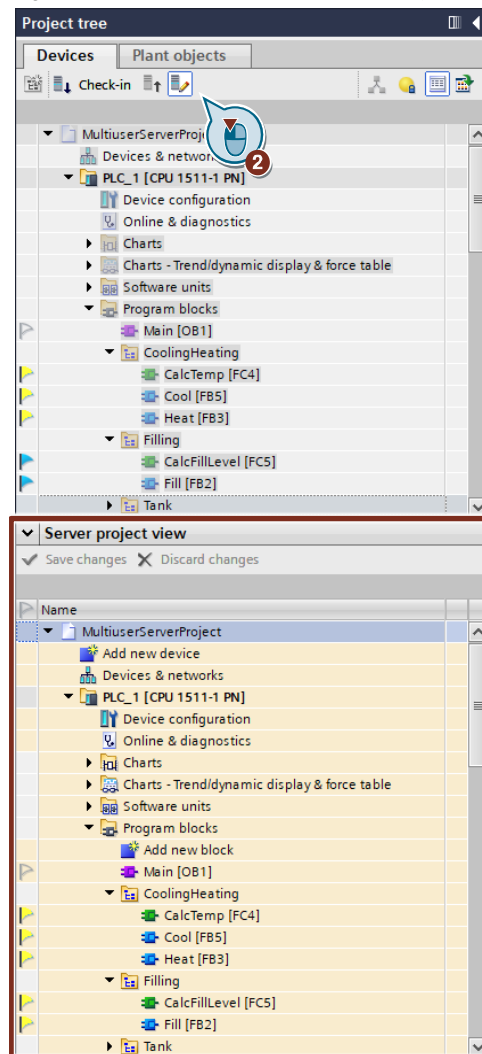 Project tree
Devices
Plant objects
Check-in
MultiuserServerProj
2
Devices & networ
PLC_1 [CPU 1511-1 PN]
Device configuration
Online & diagnostics
Charts
Charts - Trend/dynamic display & force table
Software units
Program blocks
Main [OB1]
CoolingHeating
CalcTemp [FC4]
Cool [FB5]
Heat [FB3]
Filling
CalcFillLevel [FC5]
Fill [FB2]
Tank
Server project view
Save changes Discard changes
Name
MultiuserServerProject
Add new device
Devices & networks
PLC_1 [CPU 1511-1 PN]
Device configuration
Online & diagnostics
Charts
Charts - Trend/dynamic display & force table
Software units
Program blocks
Add new block
Main [OB1]
CoolingHeating
CalcTemp [FC4]
Cool [FB5]
Heat [FB3]
Filling
CalcFillLevel [FC5]
Fill [FB2]
Tank